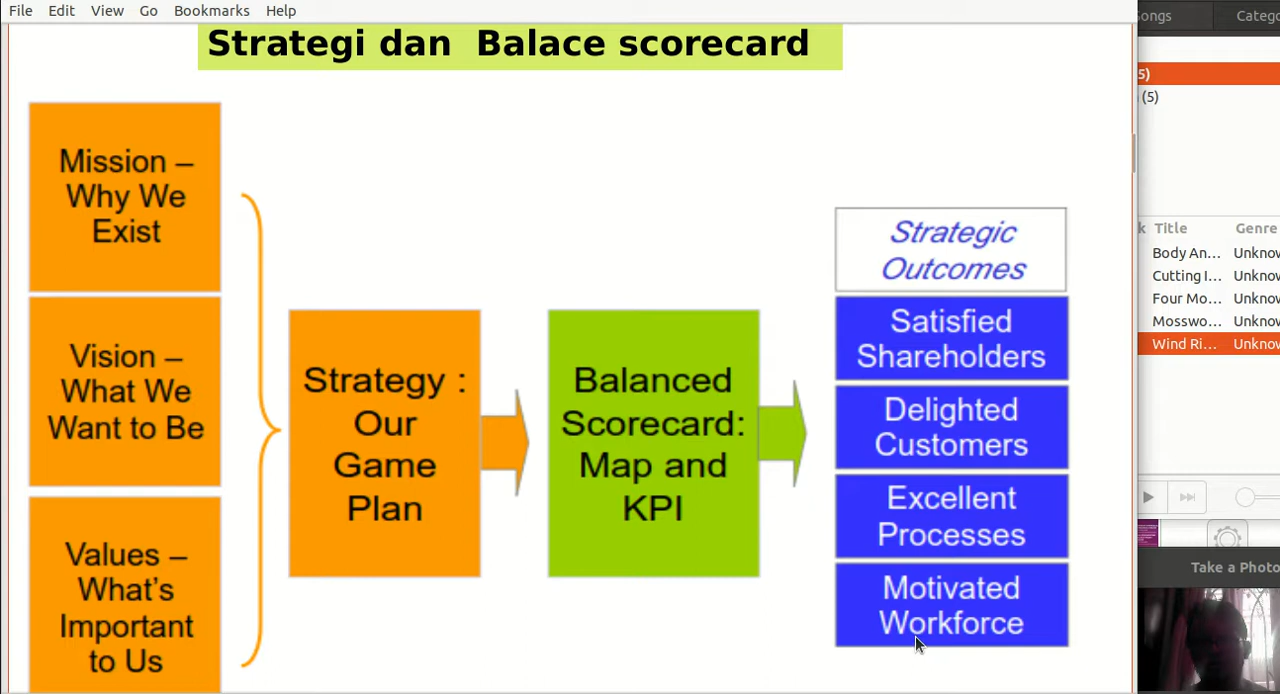 File Edit View Go Bookmarks Help
Strategi dan Balace scorecard
Mission –
Why We
Exist
Vision –
What We
Want to Be
Values –
What's
Important
to Us
Strategy :
Our
Game
Plan
Balanced
Scorecard:
Map and
KPI
Strategic
Outcomes
Satisfied
Shareholders
Delighted
Customers
Excellent
Processes
Motivated
Workforce
5)
(5)
Title Genre
Body An...
Cutting I...
Four Mo...
Mosswo...
Wind Ri...
Take a Photo